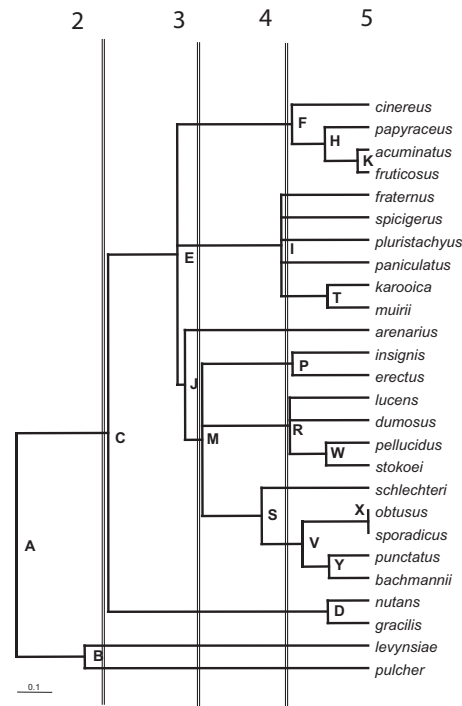 2 3 4 5
cinereus
F
papyraceus
H
acuminatus
K
fruticosus
fraternus
spicigerus
pluristachyus
I
E
paniculatus
karooica
T
muirii
arenarius
insignis
P
erectus
J
lucens
dumosus
R
C
M
pellucidus
W
stokoei
schlechteri
X
obtusus
S
sporadicus
V
A
punctatus
Y
bachmannii
nutans
D
gracilis
levynsiae
B
pulcher
0.1